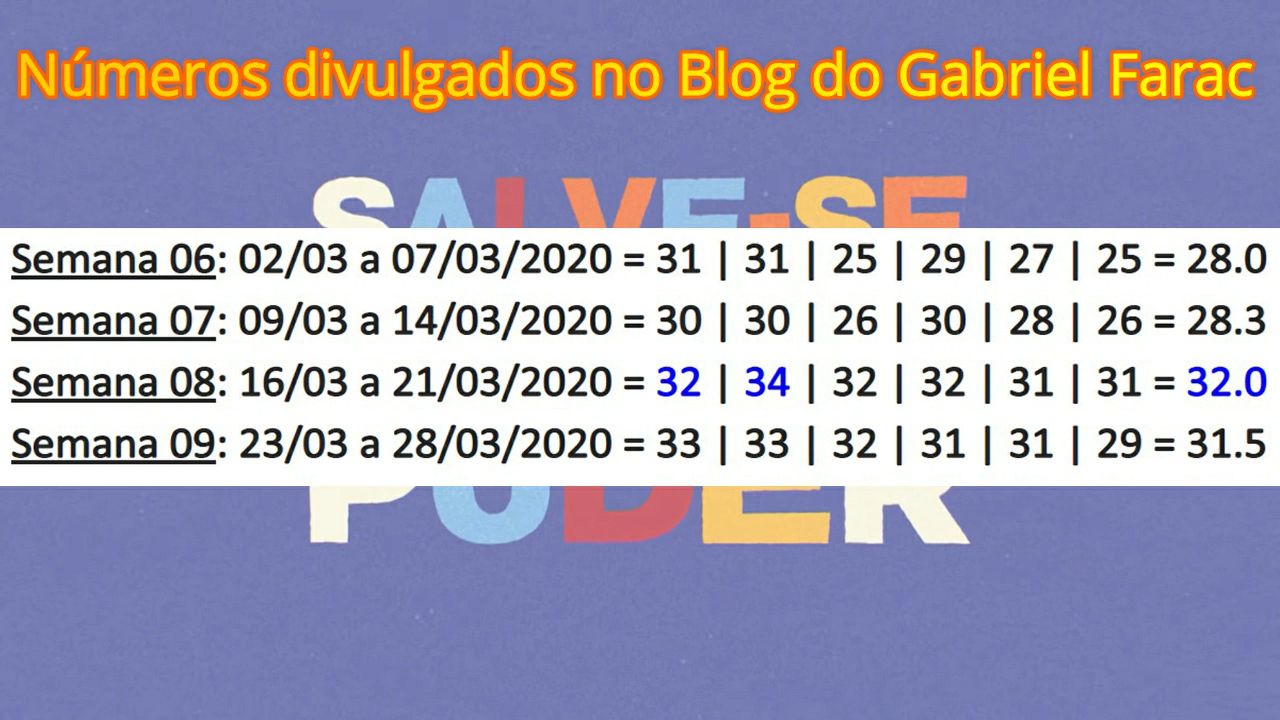 Números divulgados no Blog do Gabriel Farac
SALVE-SE
Semana 06: 02/03 a 07/03/2020 = 31 | 31 | 25 | 29 | 27 | 25 = 28.0
Semana 07: 09/03 a 14/03/2020 = 30 | 30 | 26 | 30 | 28 | 26 = 28.3
Semana 08: 16/03 a 21/03/2020 = 32 | 34 | 32 | 32 | 31 | 31 = 32.0
Semana 09: 23/03 a 28/03/2020 = 33 | 33 | 32 | 31 | 31 | 29 = 31.5
PUDER